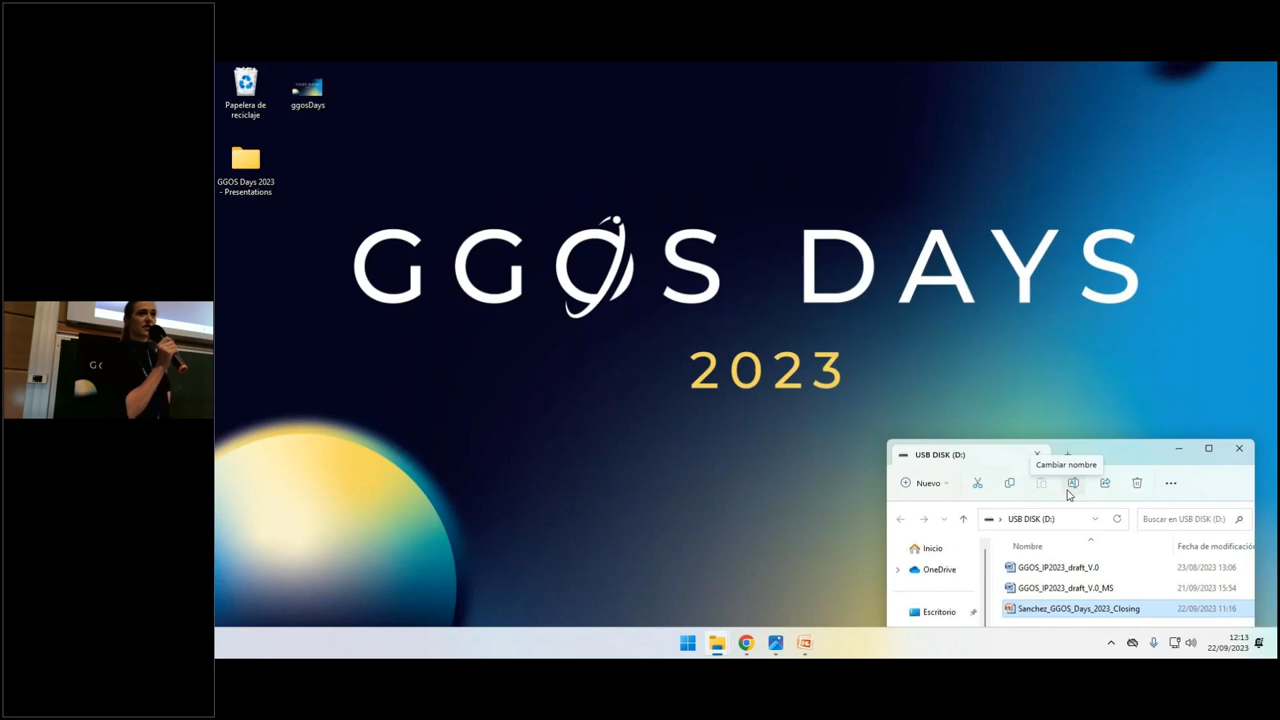 Papelera de
reciclaje
ggosDays
GGOS Days 2023
- Presentations
GGOS DAYS
2023
USB DISK (D:)
Cambiar nombre
Nuevo
USB DISK (D:)
Buscar en USB DISK (D:)
Inicio
OneDrive
Escritorio
Nombre
Fecha de modificació
GGOS_IP2023_draft_V.0
23/08/2023 13:06
GGOS_IP2023_draft_V.0_MS
21/09/2023 15:54
Sanchez_GGOS_Days_2023_Closing
22/09/2023 11:16
12:13
22/09/2023